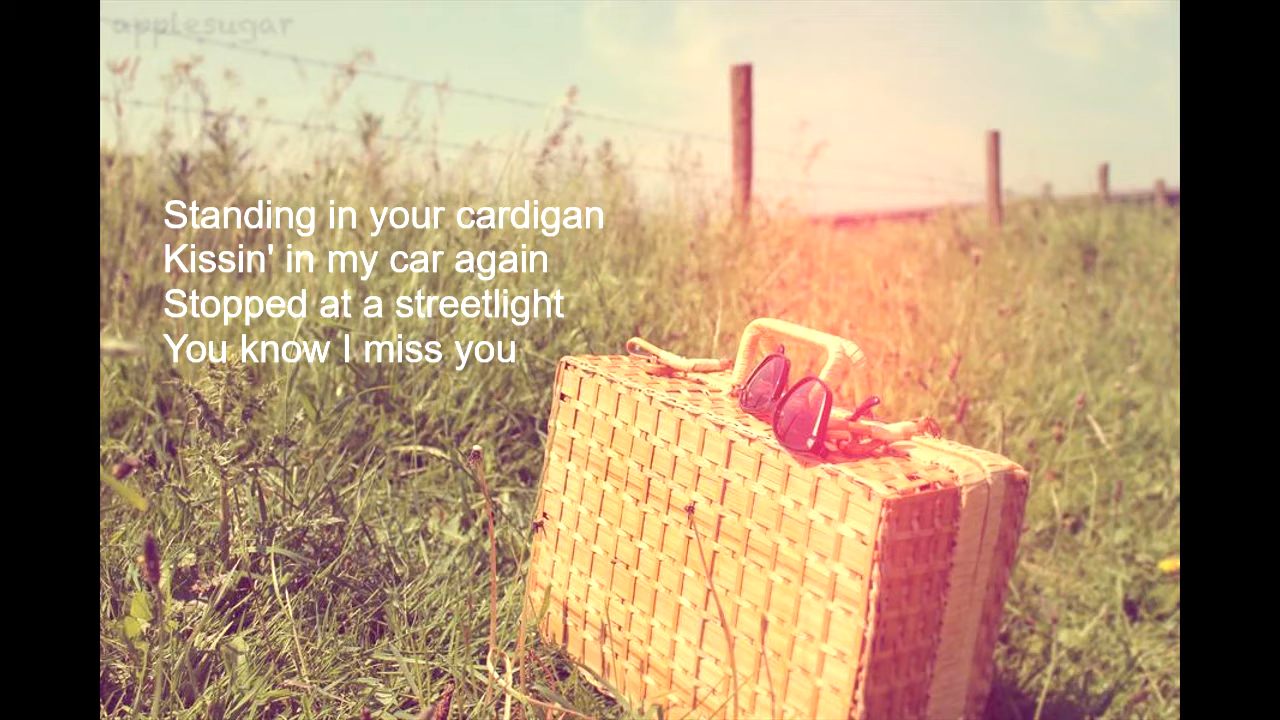 applesugar
Standing in your cardigan
Kissin' in my car again
Stopped at a streetlight
You know I miss you